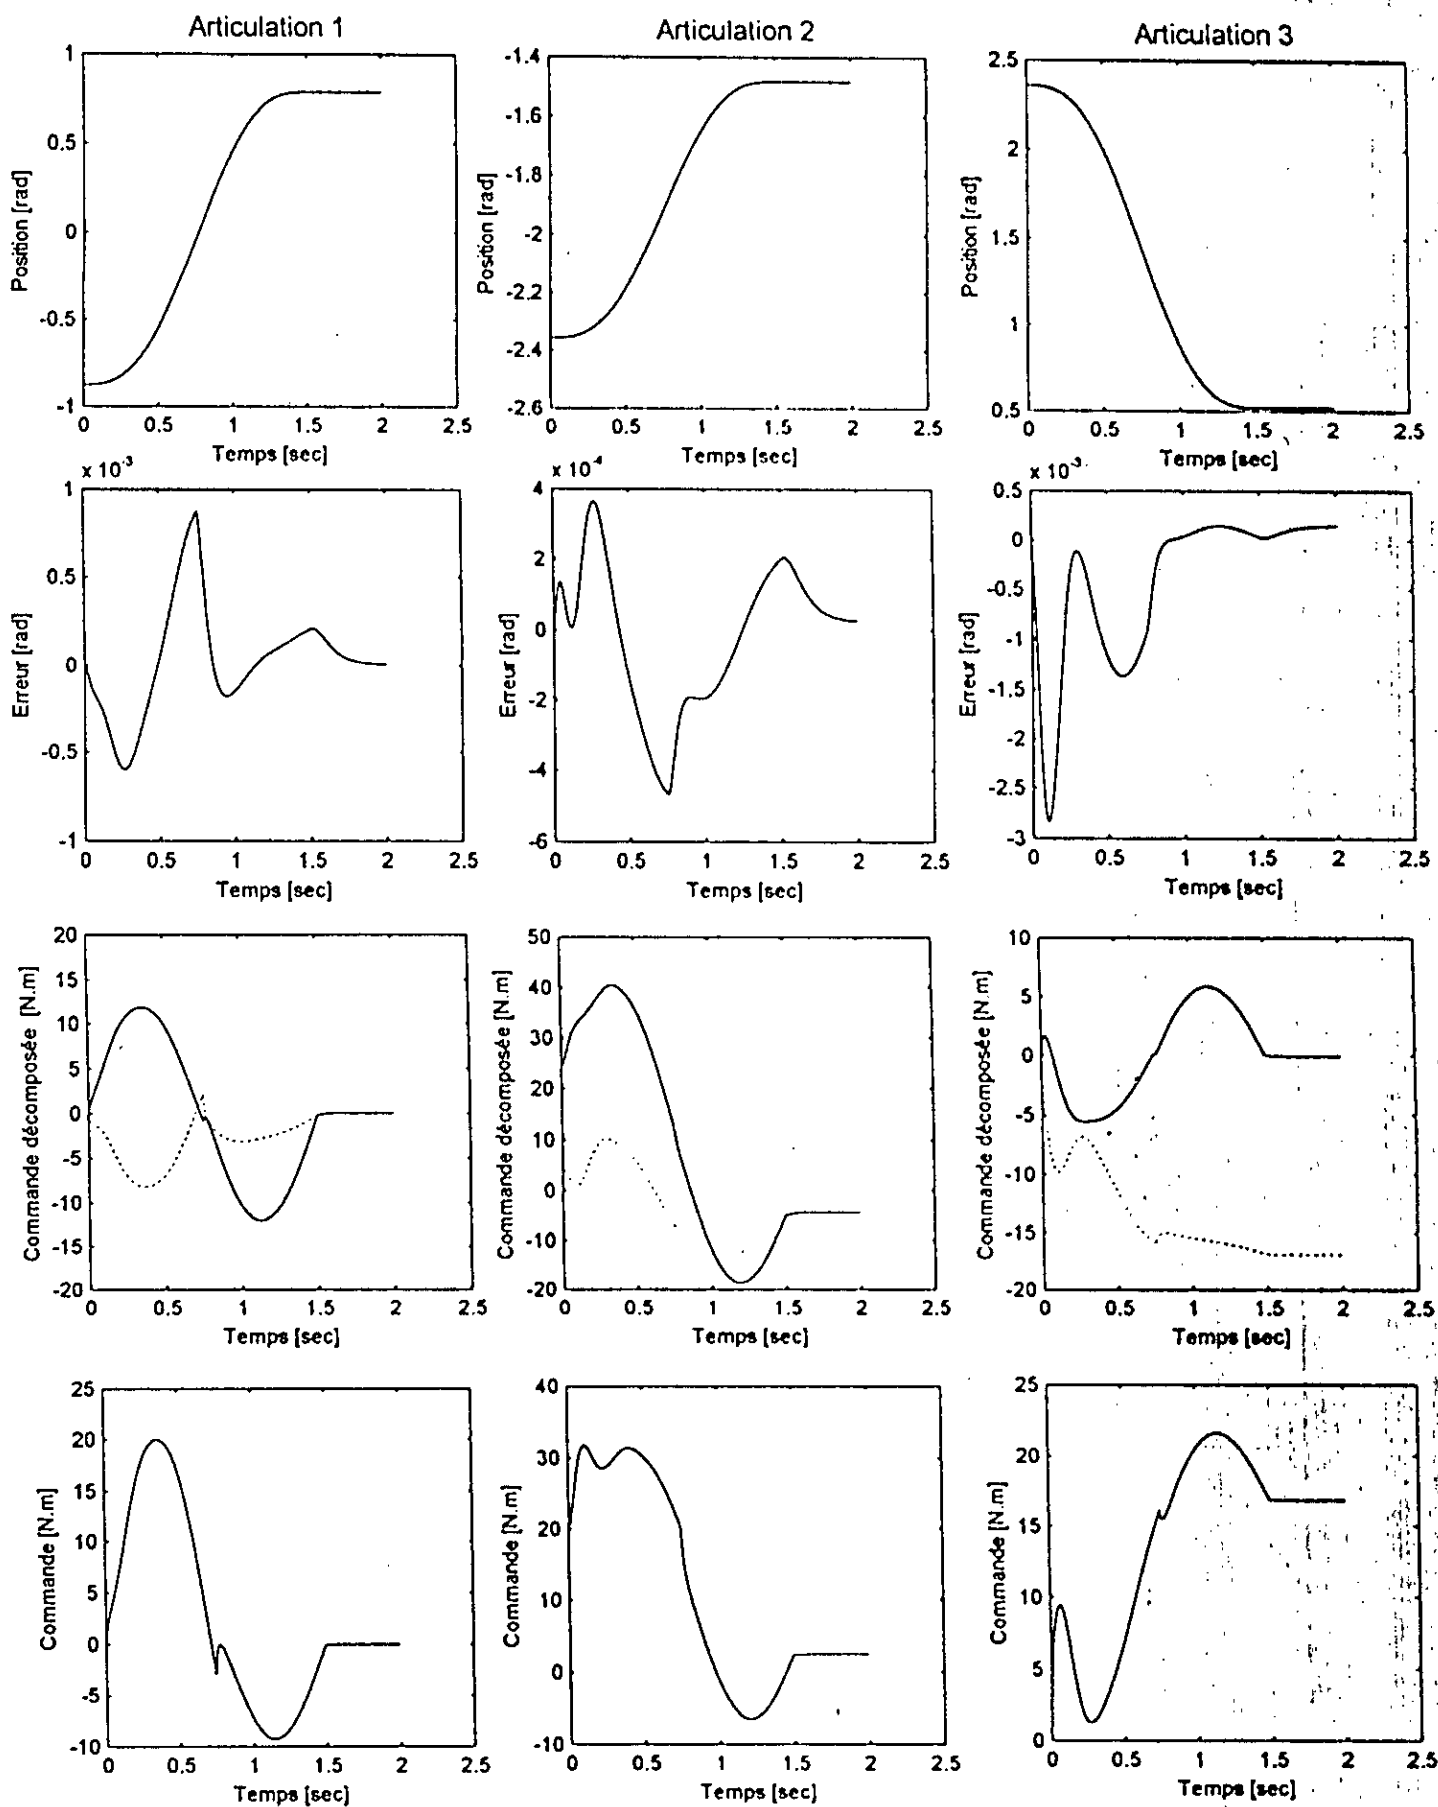 Articulation 1
Articulation 2
Articulation 3
Position [rad]
1
0.5
0
-0.5
-1
0 0.5 1 1.5 2 2.5
Temps [sec]
Position [rad]
-1.4
-1.6
-1.8
-2
-2.2
-2.4
-2.6
0 0.5 1 1.5 2 2.5
Temps [sec]
Position [rad]
2.5
2
1.5
1
0.5
0 0.5 1 1.5 2 2.5
Temps [sec]
x 10-3
Erreur [rad]
1
0.5
0
-0.5
-1
0 0.5 1 1.5 2 2.5
Temps [sec]
x 10-4
Erreur [rad]
4
2
0
-2
-4
-6
0 0.5 1 1.5 2 2.5
Temps [sec]
x 10-3
Erreur [rad]
0.5
0
-0.5
-1
-1.5
-2
-2.5
-3
0 0.5 1 1.5 2 2.5
Temps [sec]
Commande décomposée [N.m]
20
15
10
5
0
-5
-10
-15
-20
0 0.5 1 1.5 2 2.5
Temps [sec]
Commande décomposée [N.m]
50
40
30
20
10
0
-10
-20
0 0.5 1 1.5 2 2.5
Temps [sec]
Commande décomposée [N.m]
10
5
0
-5
-10
-15
-20
0 0.5 1 1.5 2 2.5
Temps [sec]
Commande [N.m]
25
20
15
10
5
0
-5
-10
0 0.5 1 1.5 2 2.5
Temps [sec]
Commande [N.m]
40
30
20
10
0
-10
0 0.5 1 1.5 2 2.5
Temps [sec]
Commande [N.m]
25
20
15
10
5
0
0 0.5 1 1.5 2 2.5
Temps [sec]